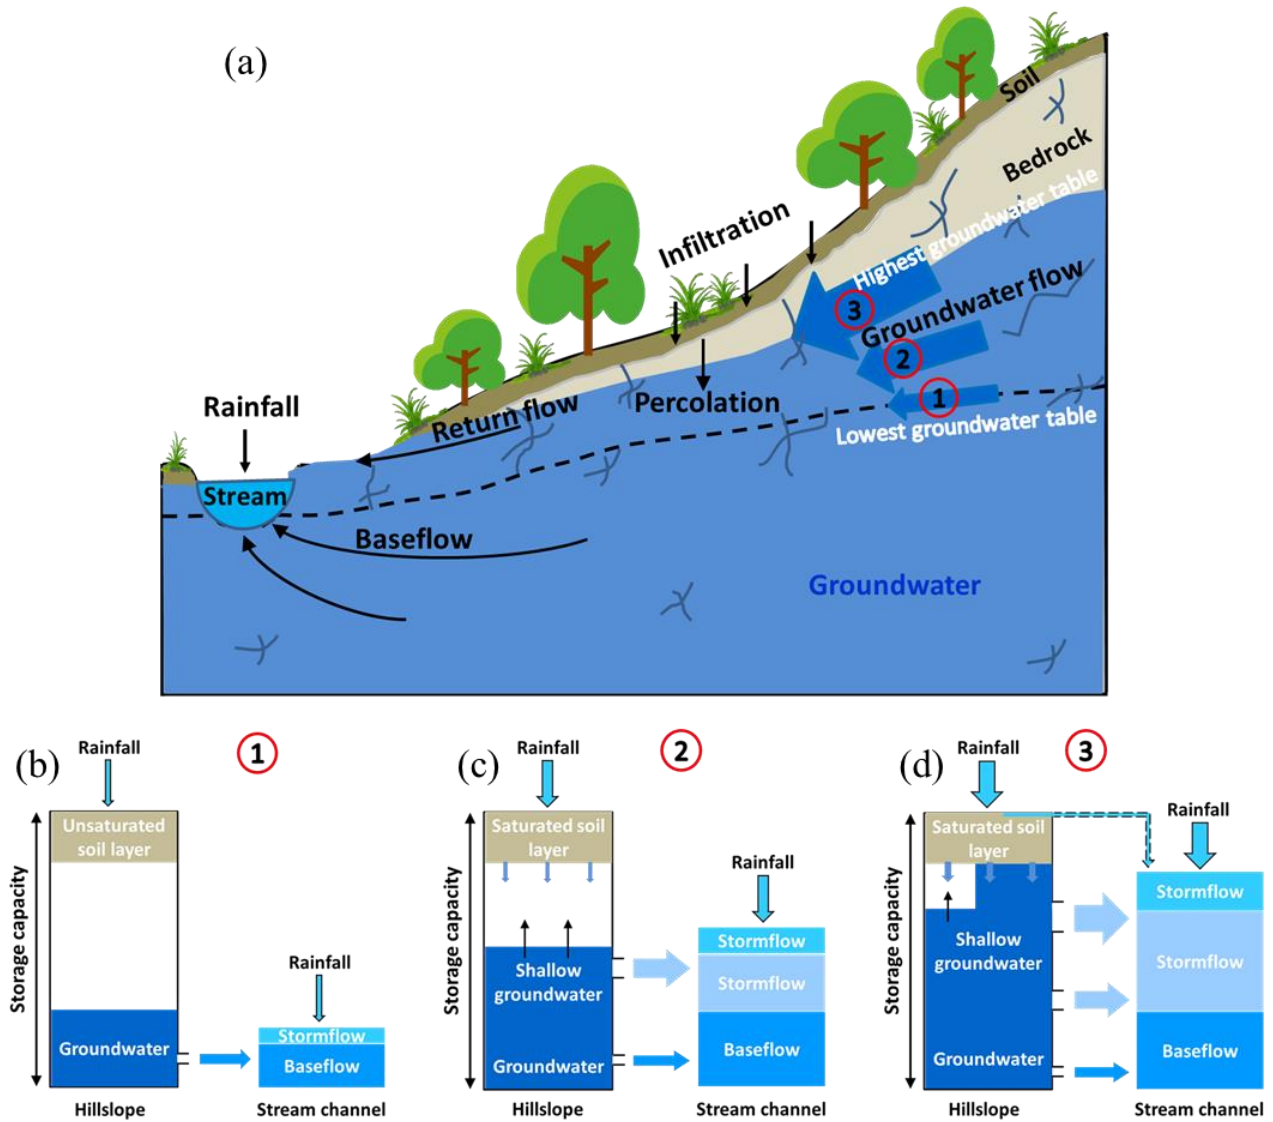 (a)
Soil
Bedrock
Highest groundwater table
Infiltration
3
Groundwater flow
2
1
Lowest groundwater table
Percolation
Return flow
Rainfall
Stream
Baseflow
Groundwater
(b)
Rainfall
1
Storage capacity
Unsaturated
soil layer
Groundwater
Rainfall
Stormflow
Baseflow
Hillslope
Stream channel
(c)
Rainfall
2
Storage capacity
Saturated soil
layer
Shallow
groundwater
Groundwater
Rainfall
Stormflow
Stormflow
Baseflow
Hillslope
Stream channel
(d)
Rainfall
3
Storage capacity
Saturated soil
layer
Shallow
groundwater
Groundwater
Rainfall
Stormflow
Stormflow
Baseflow
Hillslope
Stream channel